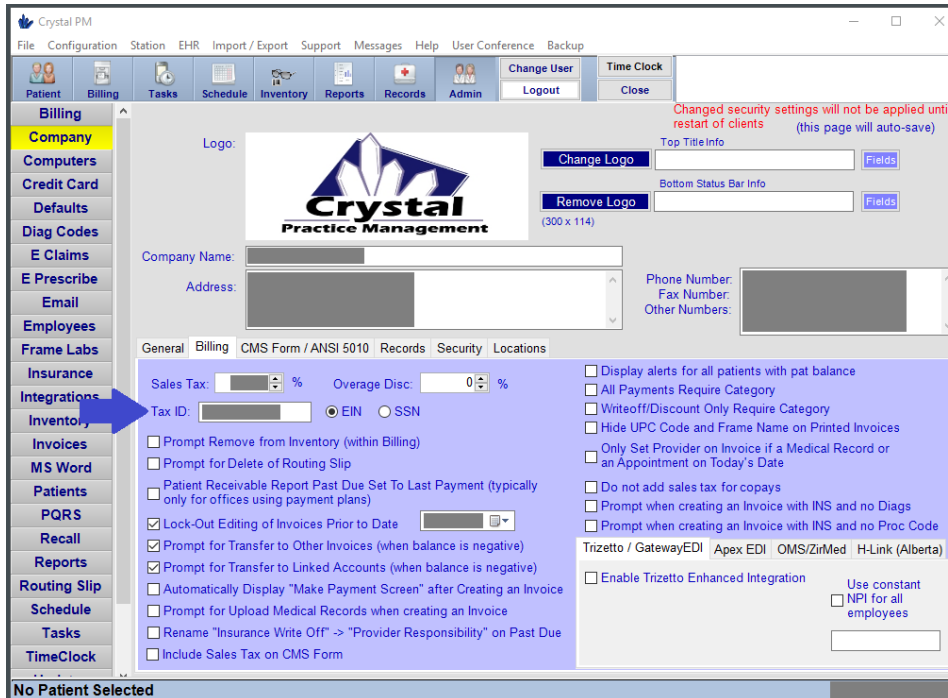 Crystal PM
File Configuration Station EHR Import / Export Support Messages Help User Conference Backup
Patient Billing Tasks Schedule Inventory Reports Records Admin
Change User
Logout
Time Clock
Close
Billing
Company
Computers
Credit Card
Defaults
Diag Codes
E Claims
E Prescribe
Email
Employees
Frame Labs
Insurance
Integrations
Inventory
Invoices
MS Word
Patients
PQRS
Recall
Reports
Routing Slip
Schedule
Tasks
TimeClock
Changed security settings will not be applied until
restart of clients
(this page will auto-save)
Logo:
Crystal
Practice Management
Change Logo
Remove Logo
(300 x 114)
Top Title Info
Fields
Bottom Status Bar Info
Fields
Company Name:
Address:
Phone Number:
Fax Number:
Other Numbers:
General Billing CMS Form / ANSI 5010 Records Security Locations
Sales Tax: %
Overage Disc: 0 %
Tax ID: EIN SSN
Prompt Remove from Inventory (within Billing)
Prompt for Delete of Routing Slip
Patient Receivable Report Past Due Set To Last Payment (typically
only for offices using payment plans)
Lock-Out Editing of Invoices Prior to Date
Prompt for Transfer to Other Invoices (when balance is negative)
Prompt for Transfer to Linked Accounts (when balance is negative)
Automatically Display "Make Payment Screen" after Creating an Invoice
Prompt for Upload Medical Records when creating an Invoice
Rename "Insurance Write Off" -> "Provider Responsibility" on Past Due
Include Sales Tax on CMS Form
Display alerts for all patients with pat balance
All Payments Require Category
Writeoff/Discount Only Require Category
Hide UPC Code and Frame Name on Printed Invoices
Only Set Provider on Invoice if a Medical Record or
an Appointment on Today's Date
Do not add sales tax for copays
Prompt when creating an Invoice with INS and no Diags
Prompt when creating an Invoice with INS and no Proc Code
Trizetto / GatewayEDI Apex EDI OMS/ZirMed H-Link (Alberta)
Enable Trizetto Enhanced Integration
Use constant
NPI for all
employees
No Patient Selected